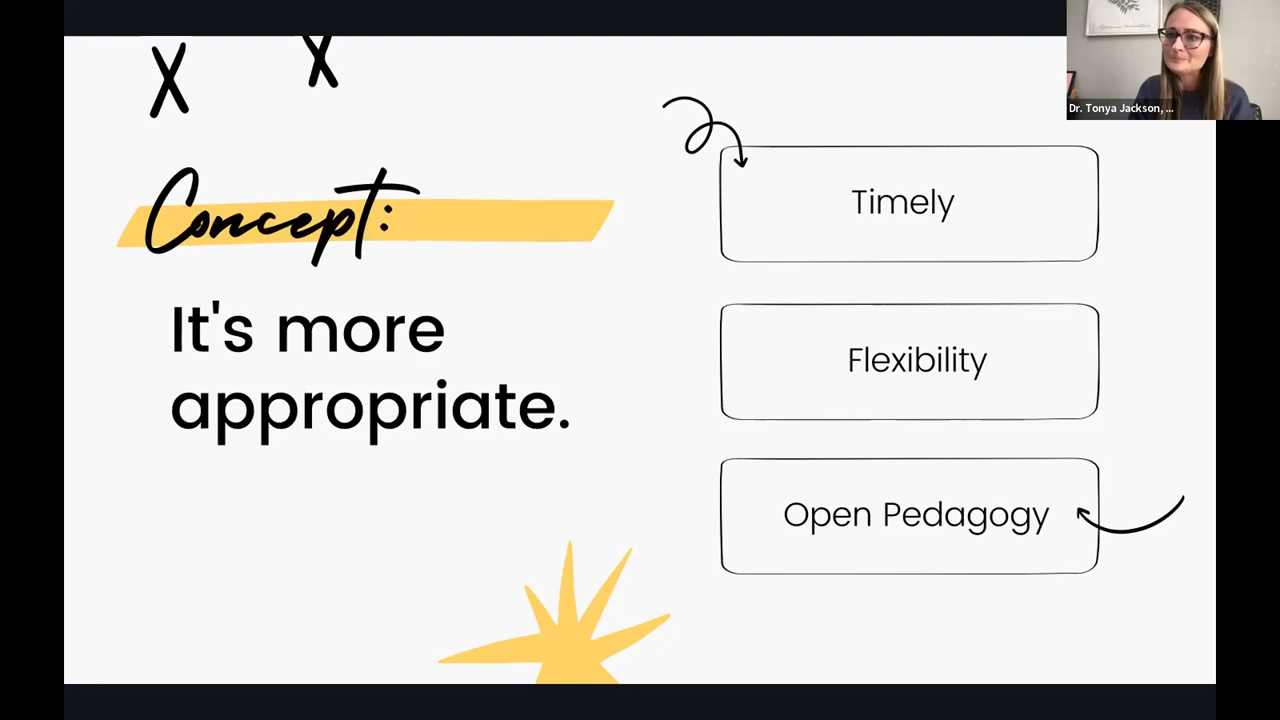 Concept:
It's more
appropriate.
Timely
Flexibility
Open Pedagogy
Dr. Tonya Jackson, ...